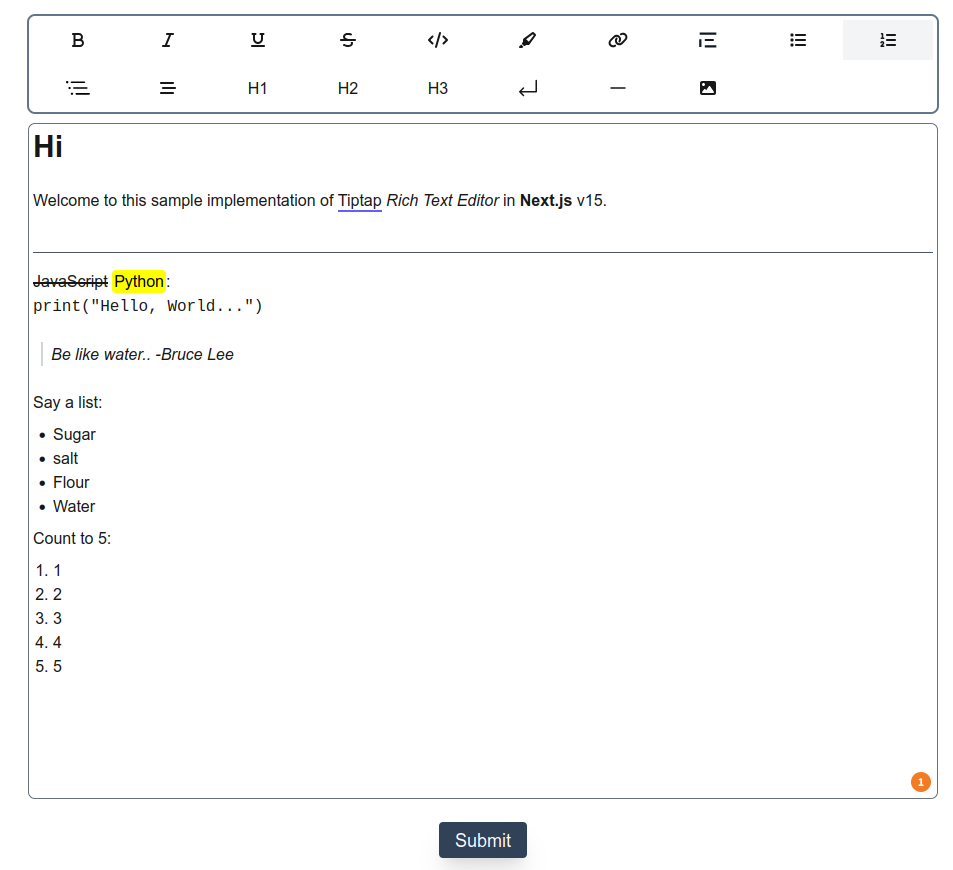 B I U S </>
H1 H2 H3
Hi
Welcome to this sample implementation of Tiptap Rich Text Editor in Next.js v15.
JavaScript Python:
print("Hello, World...")
Be like water.. -Bruce Lee
Say a list:
• Sugar
• salt
• Flour
• Water
Count to 5:
1. 1
2. 2
3. 3
4. 4
5. 5
1
Submit